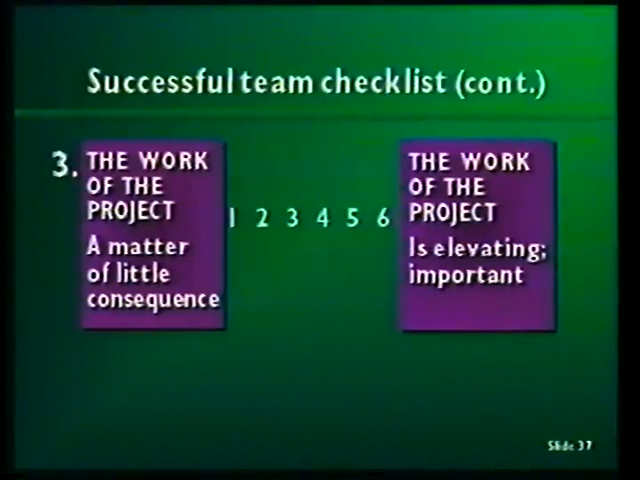 Successful team checklist (cont.)
3.
THE WORK
OF THE
PROJECT
A matter
of little
consequence
1 2 3 4 5 6
THE WORK
OF THE
PROJECT
Is elevating;
important
Slide 37